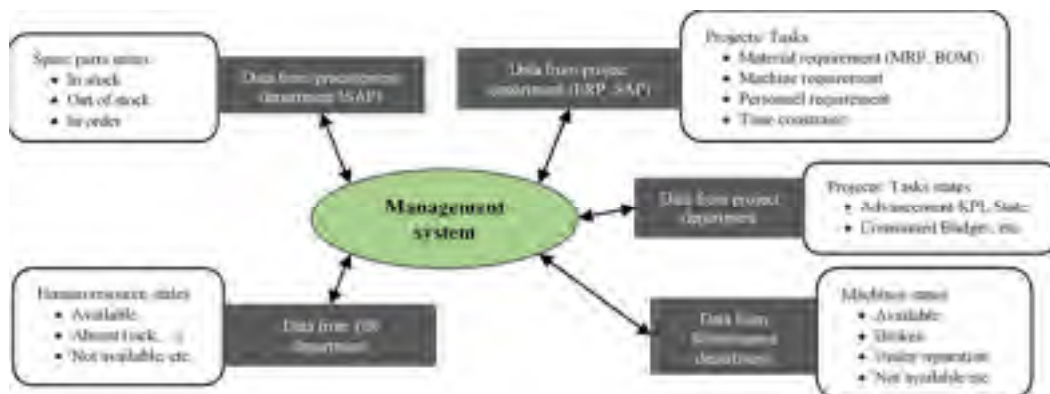 Spare parts states
• In stock
• Out of stock
• In order
Data from procurement
department (SAP)
Data from project
department (ERP, SAP)
Projects/ Tasks
• Material requirement (MRP, BOM)
• Machine requirement
• Personnel requirement
• Time constraint
Management
system
Data from project
department
Projects/ Tasks states
• Advancement KPI, State
• Consumed Budget, etc.
Human resource states
• Available
• Absent (sick, ...)
• Not available, etc.
Data from HR
department
Data from
department
Machines states
• Available
• Broken
• Under reparation
• Not available etc